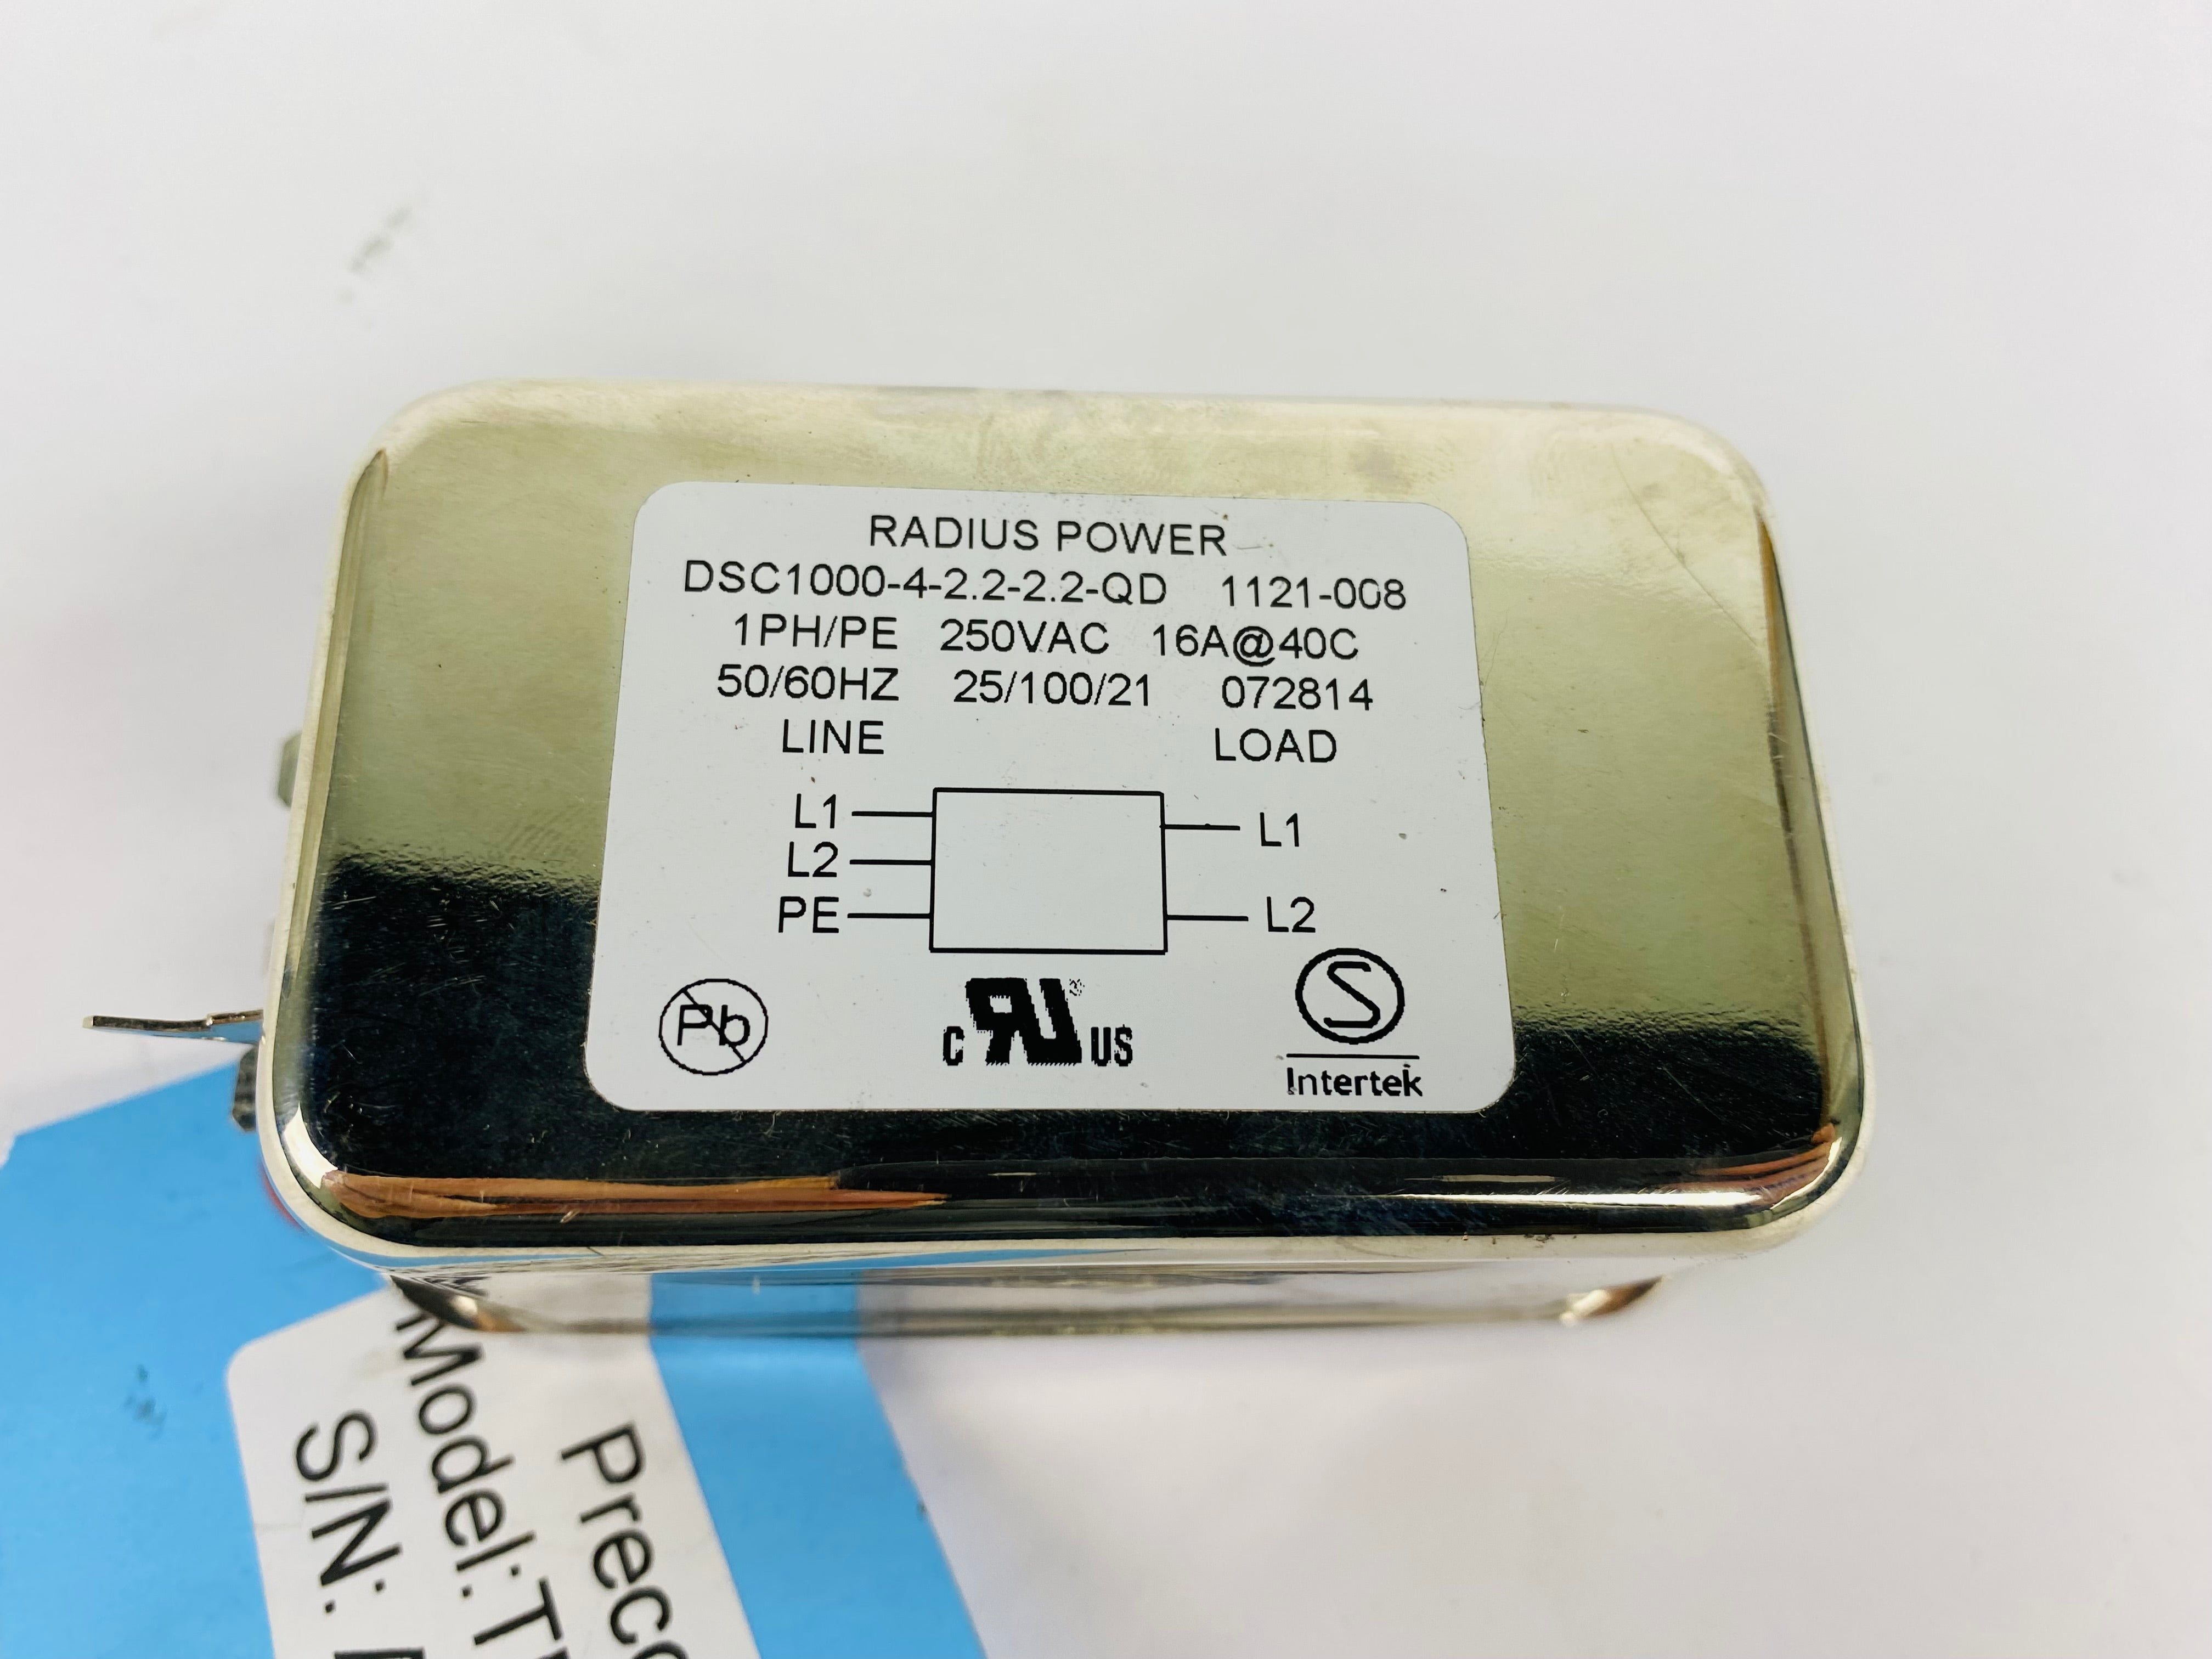 RADIUS POWER
DSC1000-4-2.2-2.2-QD 1121-008
1PH/PE 250VAC 16A@40C
50/60HZ 25/100/21 072814
LINE LOAD
L1 L1
L2
PE L2
Pb
c RU ® US
S
Intertek
Model:
S/N: